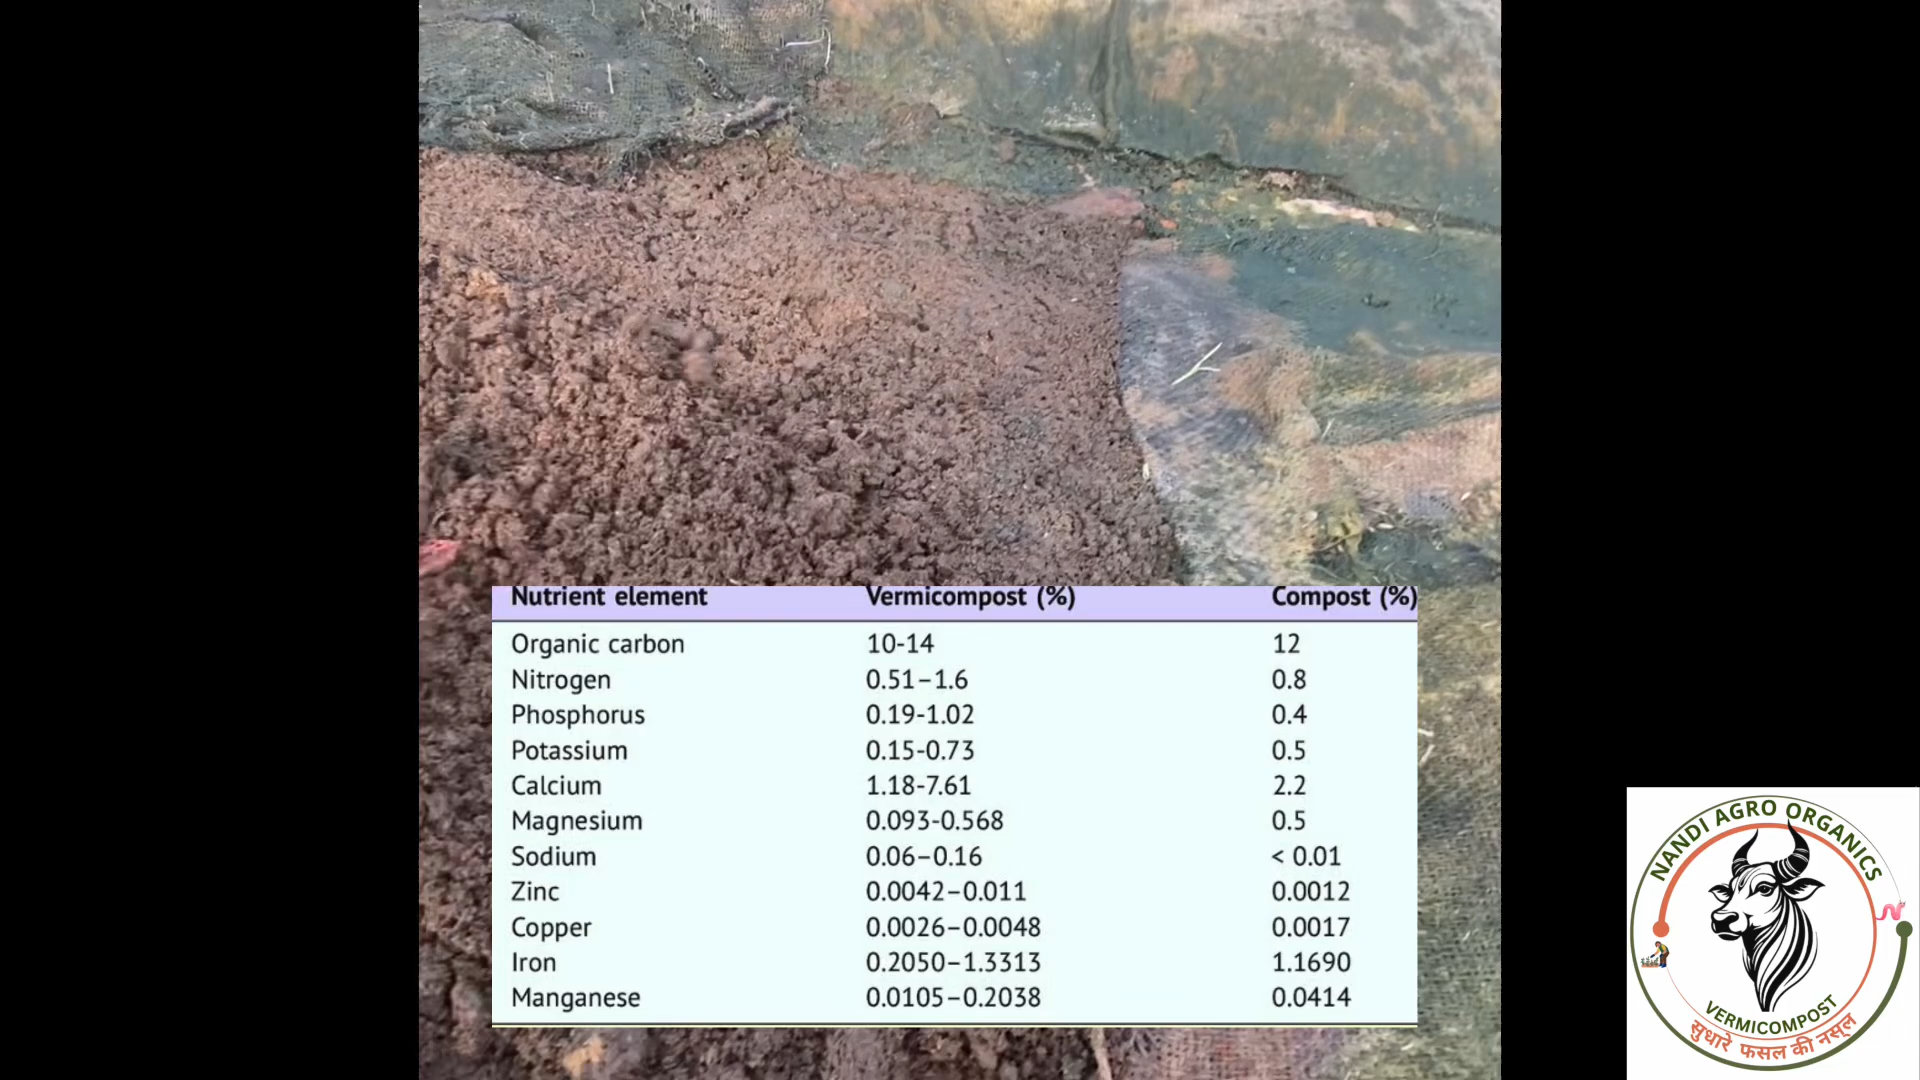 Nutrient element Vermicompost (%) Compost (%)
Organic carbon 10-14 12
Nitrogen 0.51–1.6 0.8
Phosphorus 0.19-1.02 0.4
Potassium 0.15-0.73 0.5
Calcium 1.18-7.61 2.2
Magnesium 0.093-0.568 0.5
Sodium 0.06–0.16 < 0.01
Zinc 0.0042–0.011 0.0012
Copper 0.0026–0.0048 0.0017
Iron 0.2050–1.3313 1.1690
Manganese 0.0105–0.2038 0.0414
NANDI AGRO ORGANICS
VERMICOMPOST
सुधारे फसल की नस्ल